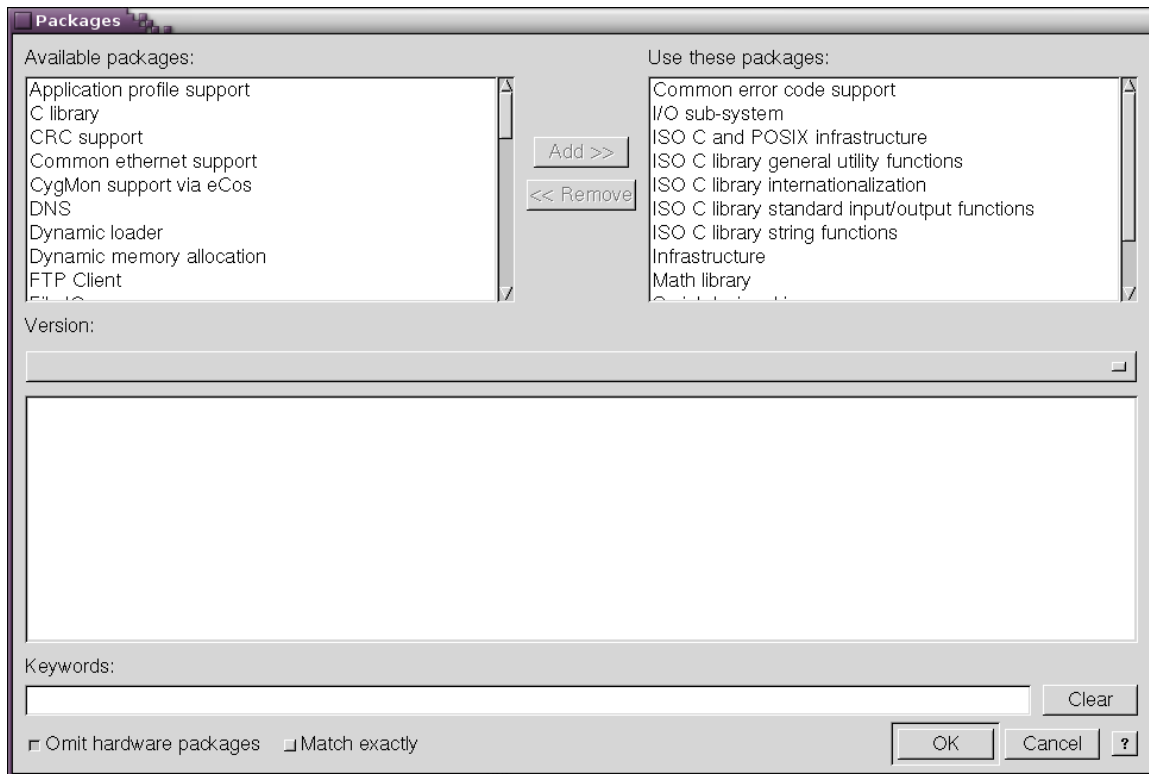 Packages
Available packages:
Application profile support
C library
CRC support
Common ethernet support
CygMon support via eCos
DNS
Dynamic loader
Dynamic memory allocation
FTP Client
Add >>
<< Remove
Use these packages:
Common error code support
I/O sub-system
ISO C and POSIX infrastructure
ISO C library general utility functions
ISO C library internationalization
ISO C library standard input/output functions
ISO C library string functions
Infrastructure
Math library
Version:
Keywords:
Clear
Omit hardware packages
Match exactly
OK
Cancel
?